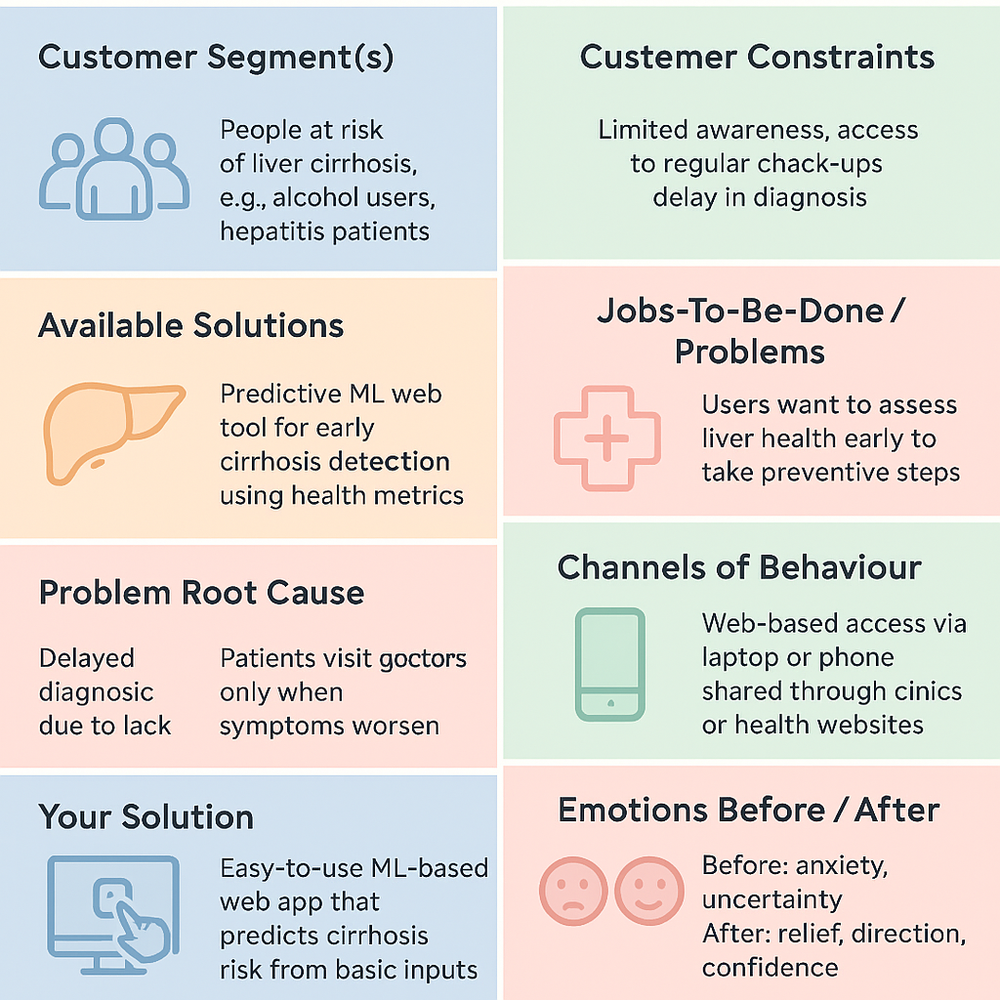 Customer Segment(s)
People at risk
of liver cirrhosis,
e.g., alcohol users,
hepatitis patients
Custemer Constraints
Limited awareness, access
to regular chack-ups
delay in diagnosis
Available Solutions
Predictive ML web
tool for early
cirrhosis detection
using health metrics
Jobs-To-Be-Done /
Problems
Users want to assess
liver health early to
take preventive steps
Problem Root Cause
Delayed
diagnosic
due to lack
Patients visit goctors
only when
symptoms worsen
Channels of Behaviour
Web-based access via
laptop or phone
shared through cinics
or health websites
Your Solution
Easy-to-use ML-based
web app that
predicts cirrhosis
risk from basic inputs
Emotions Before / After
Before: anxiety,
uncertainty
After: relief, direction,
confidence